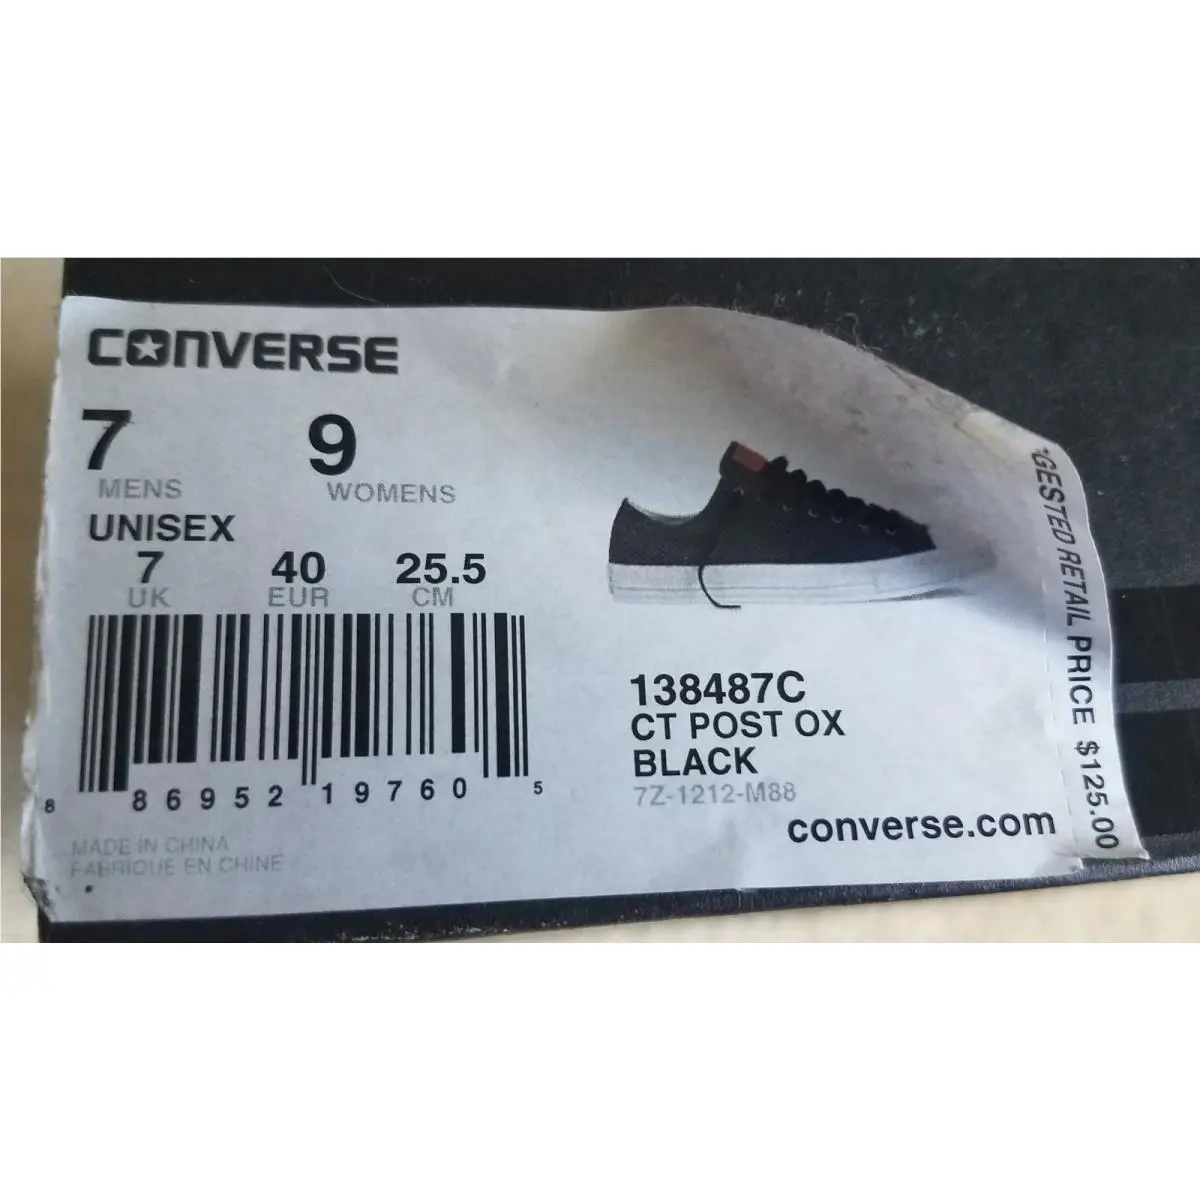 CONVERSE
7 9
MENS WOMENS
UNISEX
7 40 25.5
UK EUR CM
8 86952 19760 5
MADE IN CHINA
FABRIQUE EN CHINE
138487C
CT POST OX
BLACK
7Z-1212-M88
converse.com
GESTED RETAIL PRICE $125.00